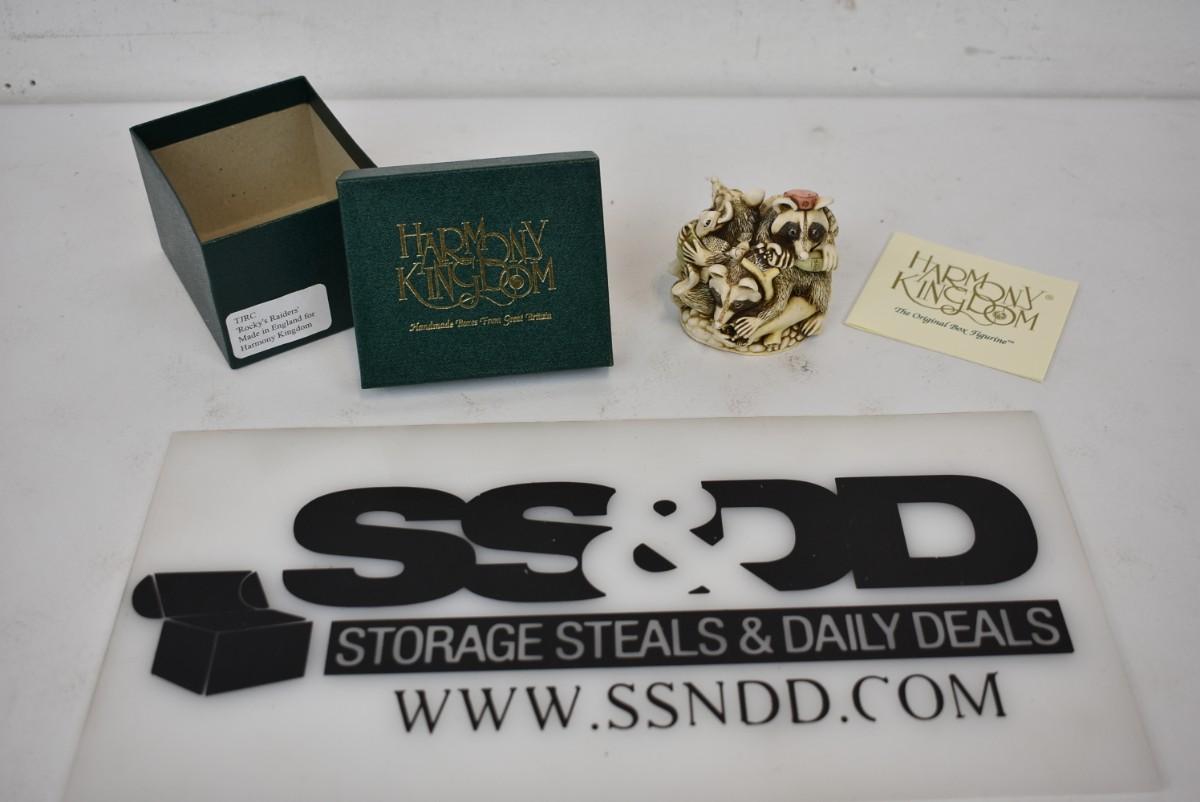 TJRC
'Rocky's Raiders'
Made in England for
Harmony Kingdom
HARMONY
KINGDOM
Handmade Boxes From Great Britain
HARMONY
KINGDOM®
The Original Box Figurine™
SS&DD
STORAGE STEALS & DAILY DEALS
WWW.SSNDD.COM